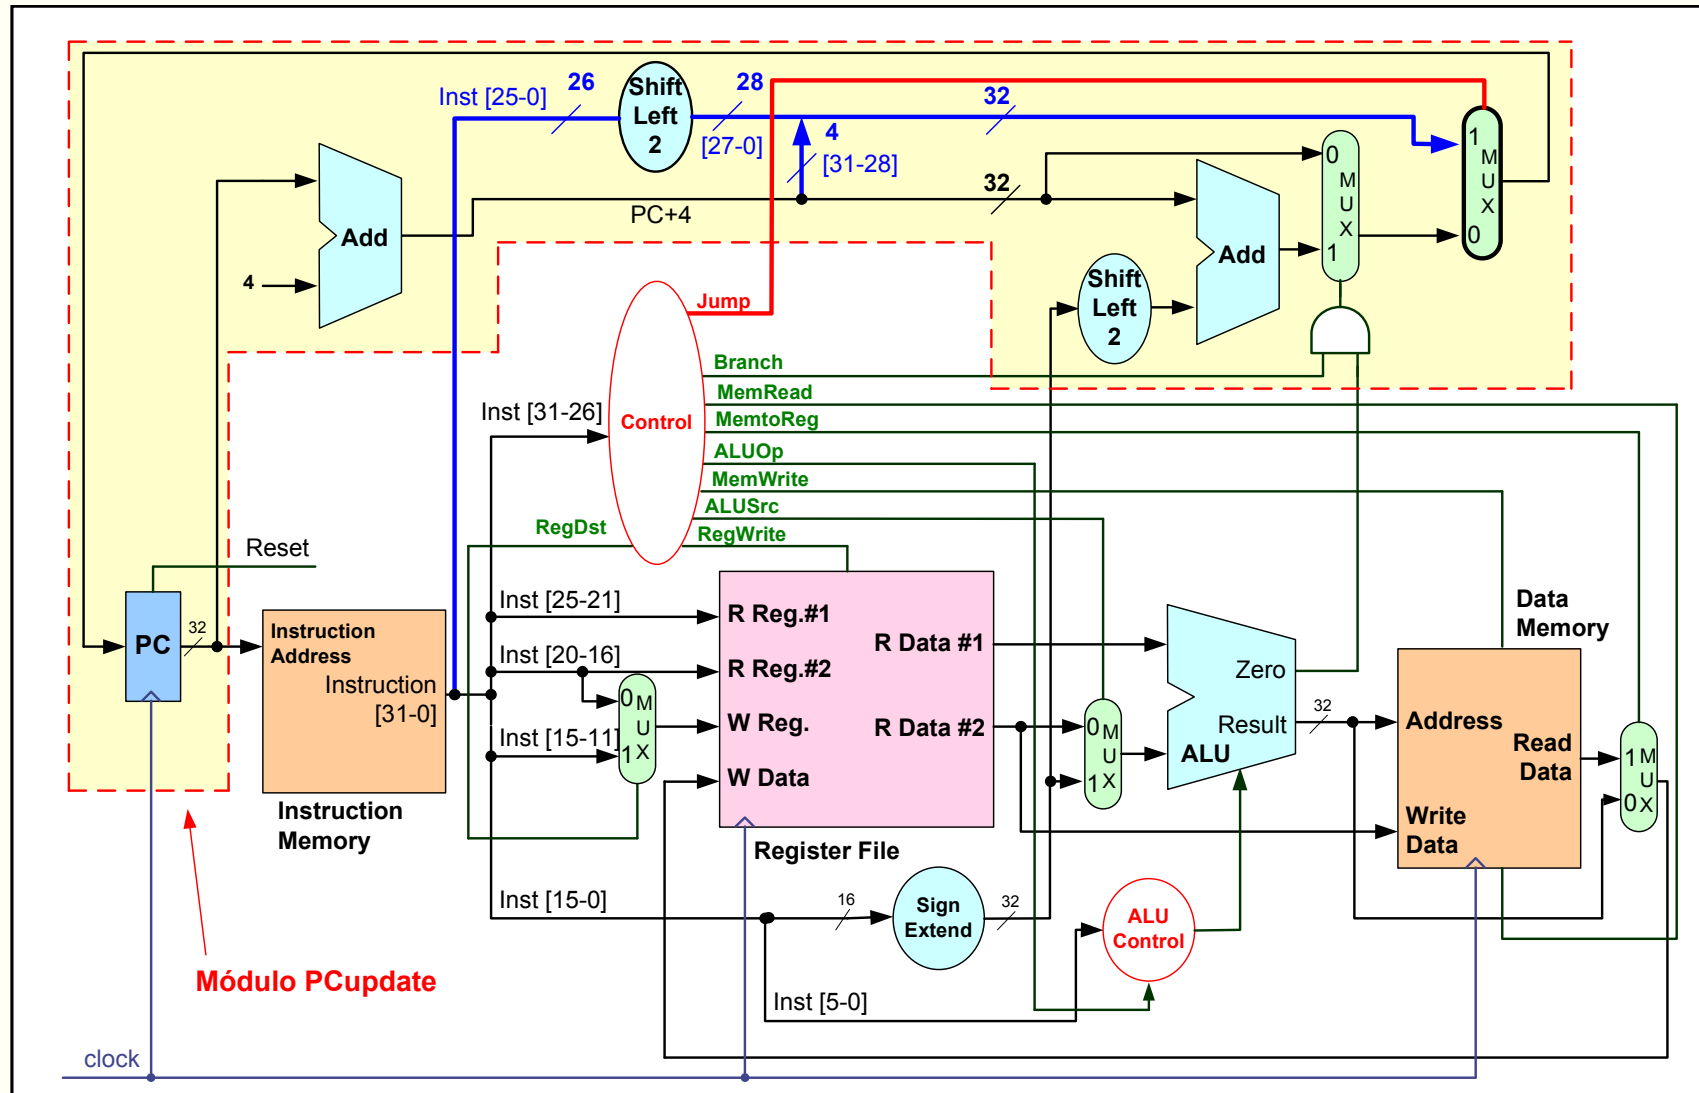 Inst [25-0]
26
Shift
Left
2
28
[27-0]
4
[31-28]
32
1
M
U
X
0
0
M
U
X
1
32
PC+4
Add
4
Add
Shift
Left
2
Jump
Branch
MemRead
MemtoReg
ALUOp
MemWrite
ALUSrc
RegWrite
RegDst
Control
Inst [31-26]
Reset
PC
32
Instruction
Address
Instruction
[31-0]
Instruction
Memory
Inst [25-21]
Inst [20-16]
Inst [15-11]
0
M
U
X
1
R Reg.#1
R Reg.#2
W Reg.
W Data
R Data #1
R Data #2
Register File
0
M
U
X
1
Zero
Result
ALU
32
Data
Memory
Address
Read
Data
Write
Data
1
M
U
X
0
Inst [15-0]
16
Sign
Extend
32
ALU
Control
Inst [5-0]
Módulo PCupdate
clock